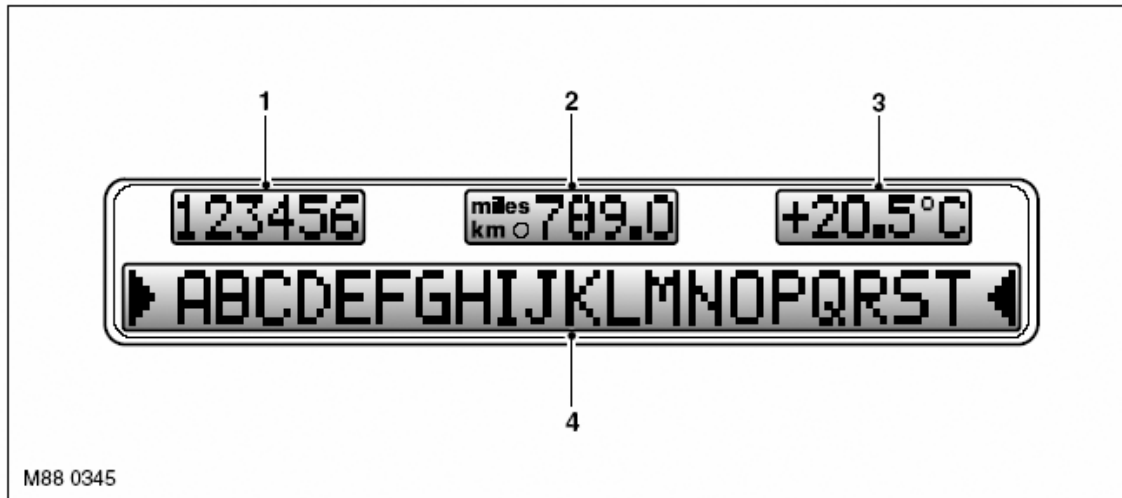 1 2 3
123456 miles km 789.0 +20.5°C
ABCDEFGHIJKLMNOPQRST
4
M88 0345